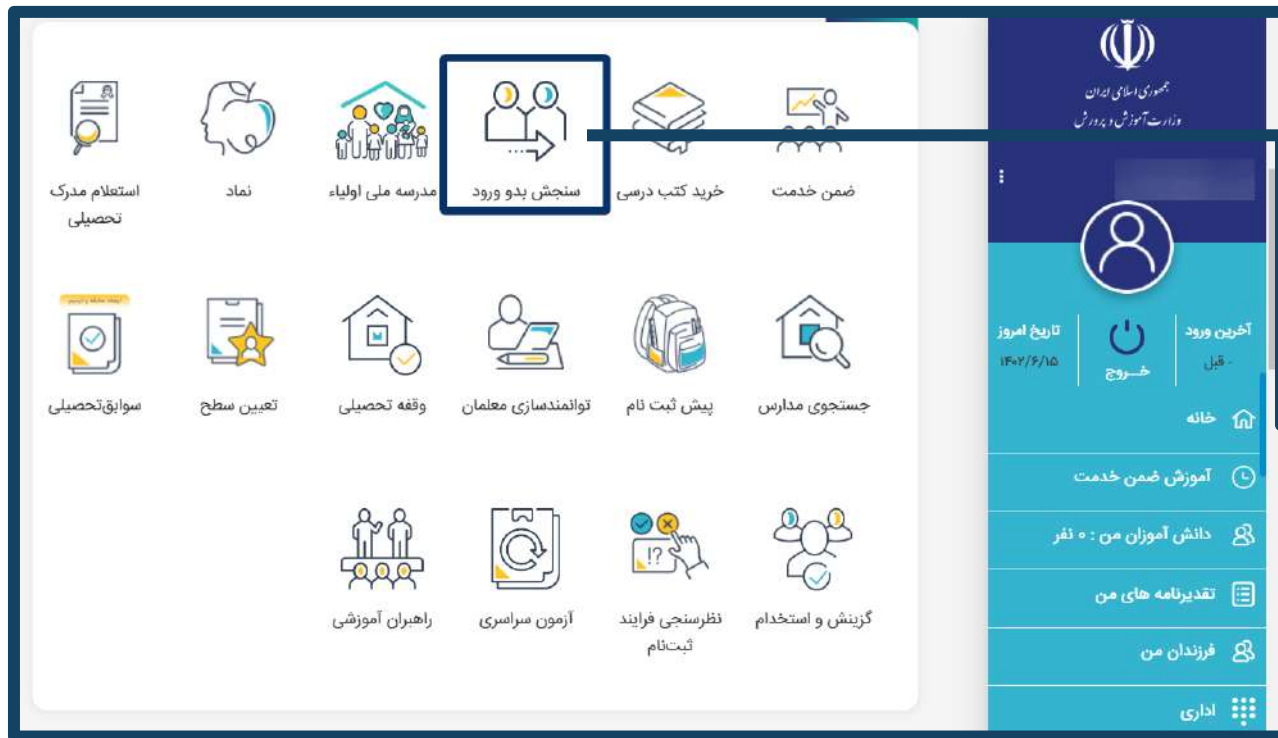 ضمن خدمت
خرید کتب درسی
سنجش بدو ورود
مدرسه ملی اولیاء
نماد
استعلام مدرک
تحصیلی
جستجوی مدارس
پیش ثبت نام
توانمندسازی معلمان
وقفه تحصیلی
تعیین سطح
سوابق‌تحصیلی
گزینش و استخدام
نظرسنجی فرایند
ثبت‌نام
!?
آزمون سراسری
راهبران آموزشی
جمهوری اسلامی ایران
وزارت آموزش و پرورش
آخرین ورود
- قبل
خــروج
تاریخ امروز
۱۴۰۲/۶/۱۵
خانه
آموزش ضمن خدمت
دانش آموزان من : ۰ نفر
تقدیرنامه های من
فرزندان من
اداری